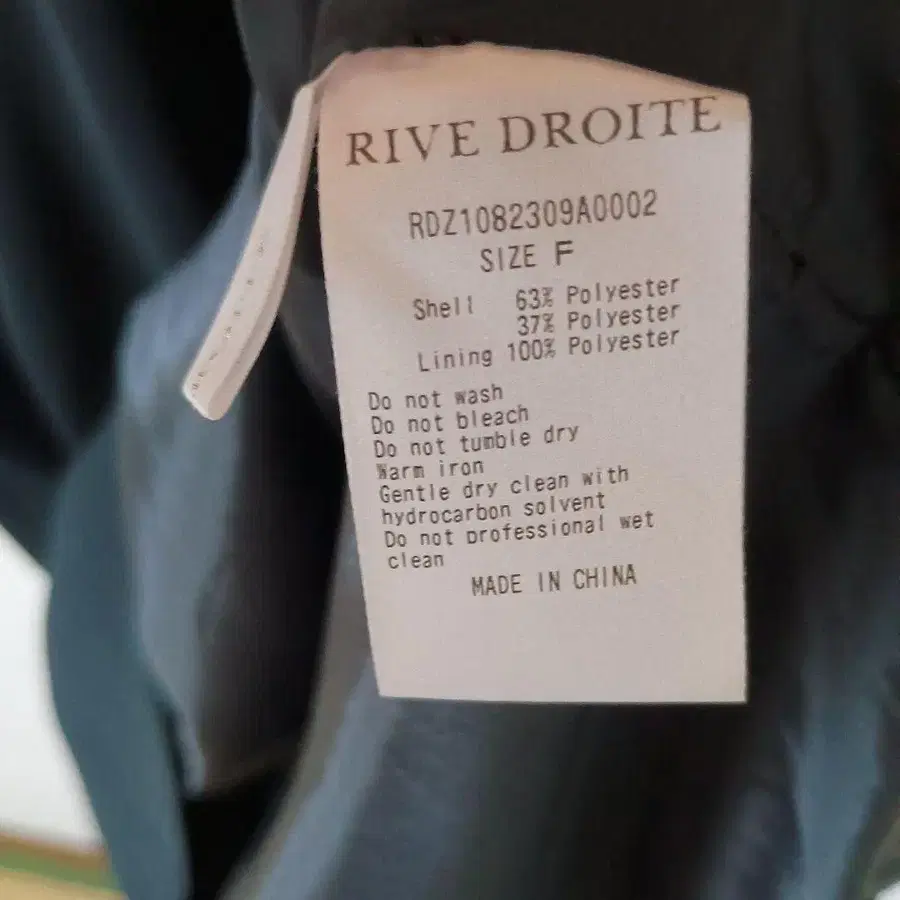 RIVE DROITE
RDZ1082309A0002
SIZE F
Shell 63% Polyester
37% Polyester
Lining 100% Polyester
Do not wash
Do not bleach
Do not tumble dry
Warm iron
Gentle dry clean with
hydrocarbon solvent
Do not professional wet
clean
MADE IN CHINA